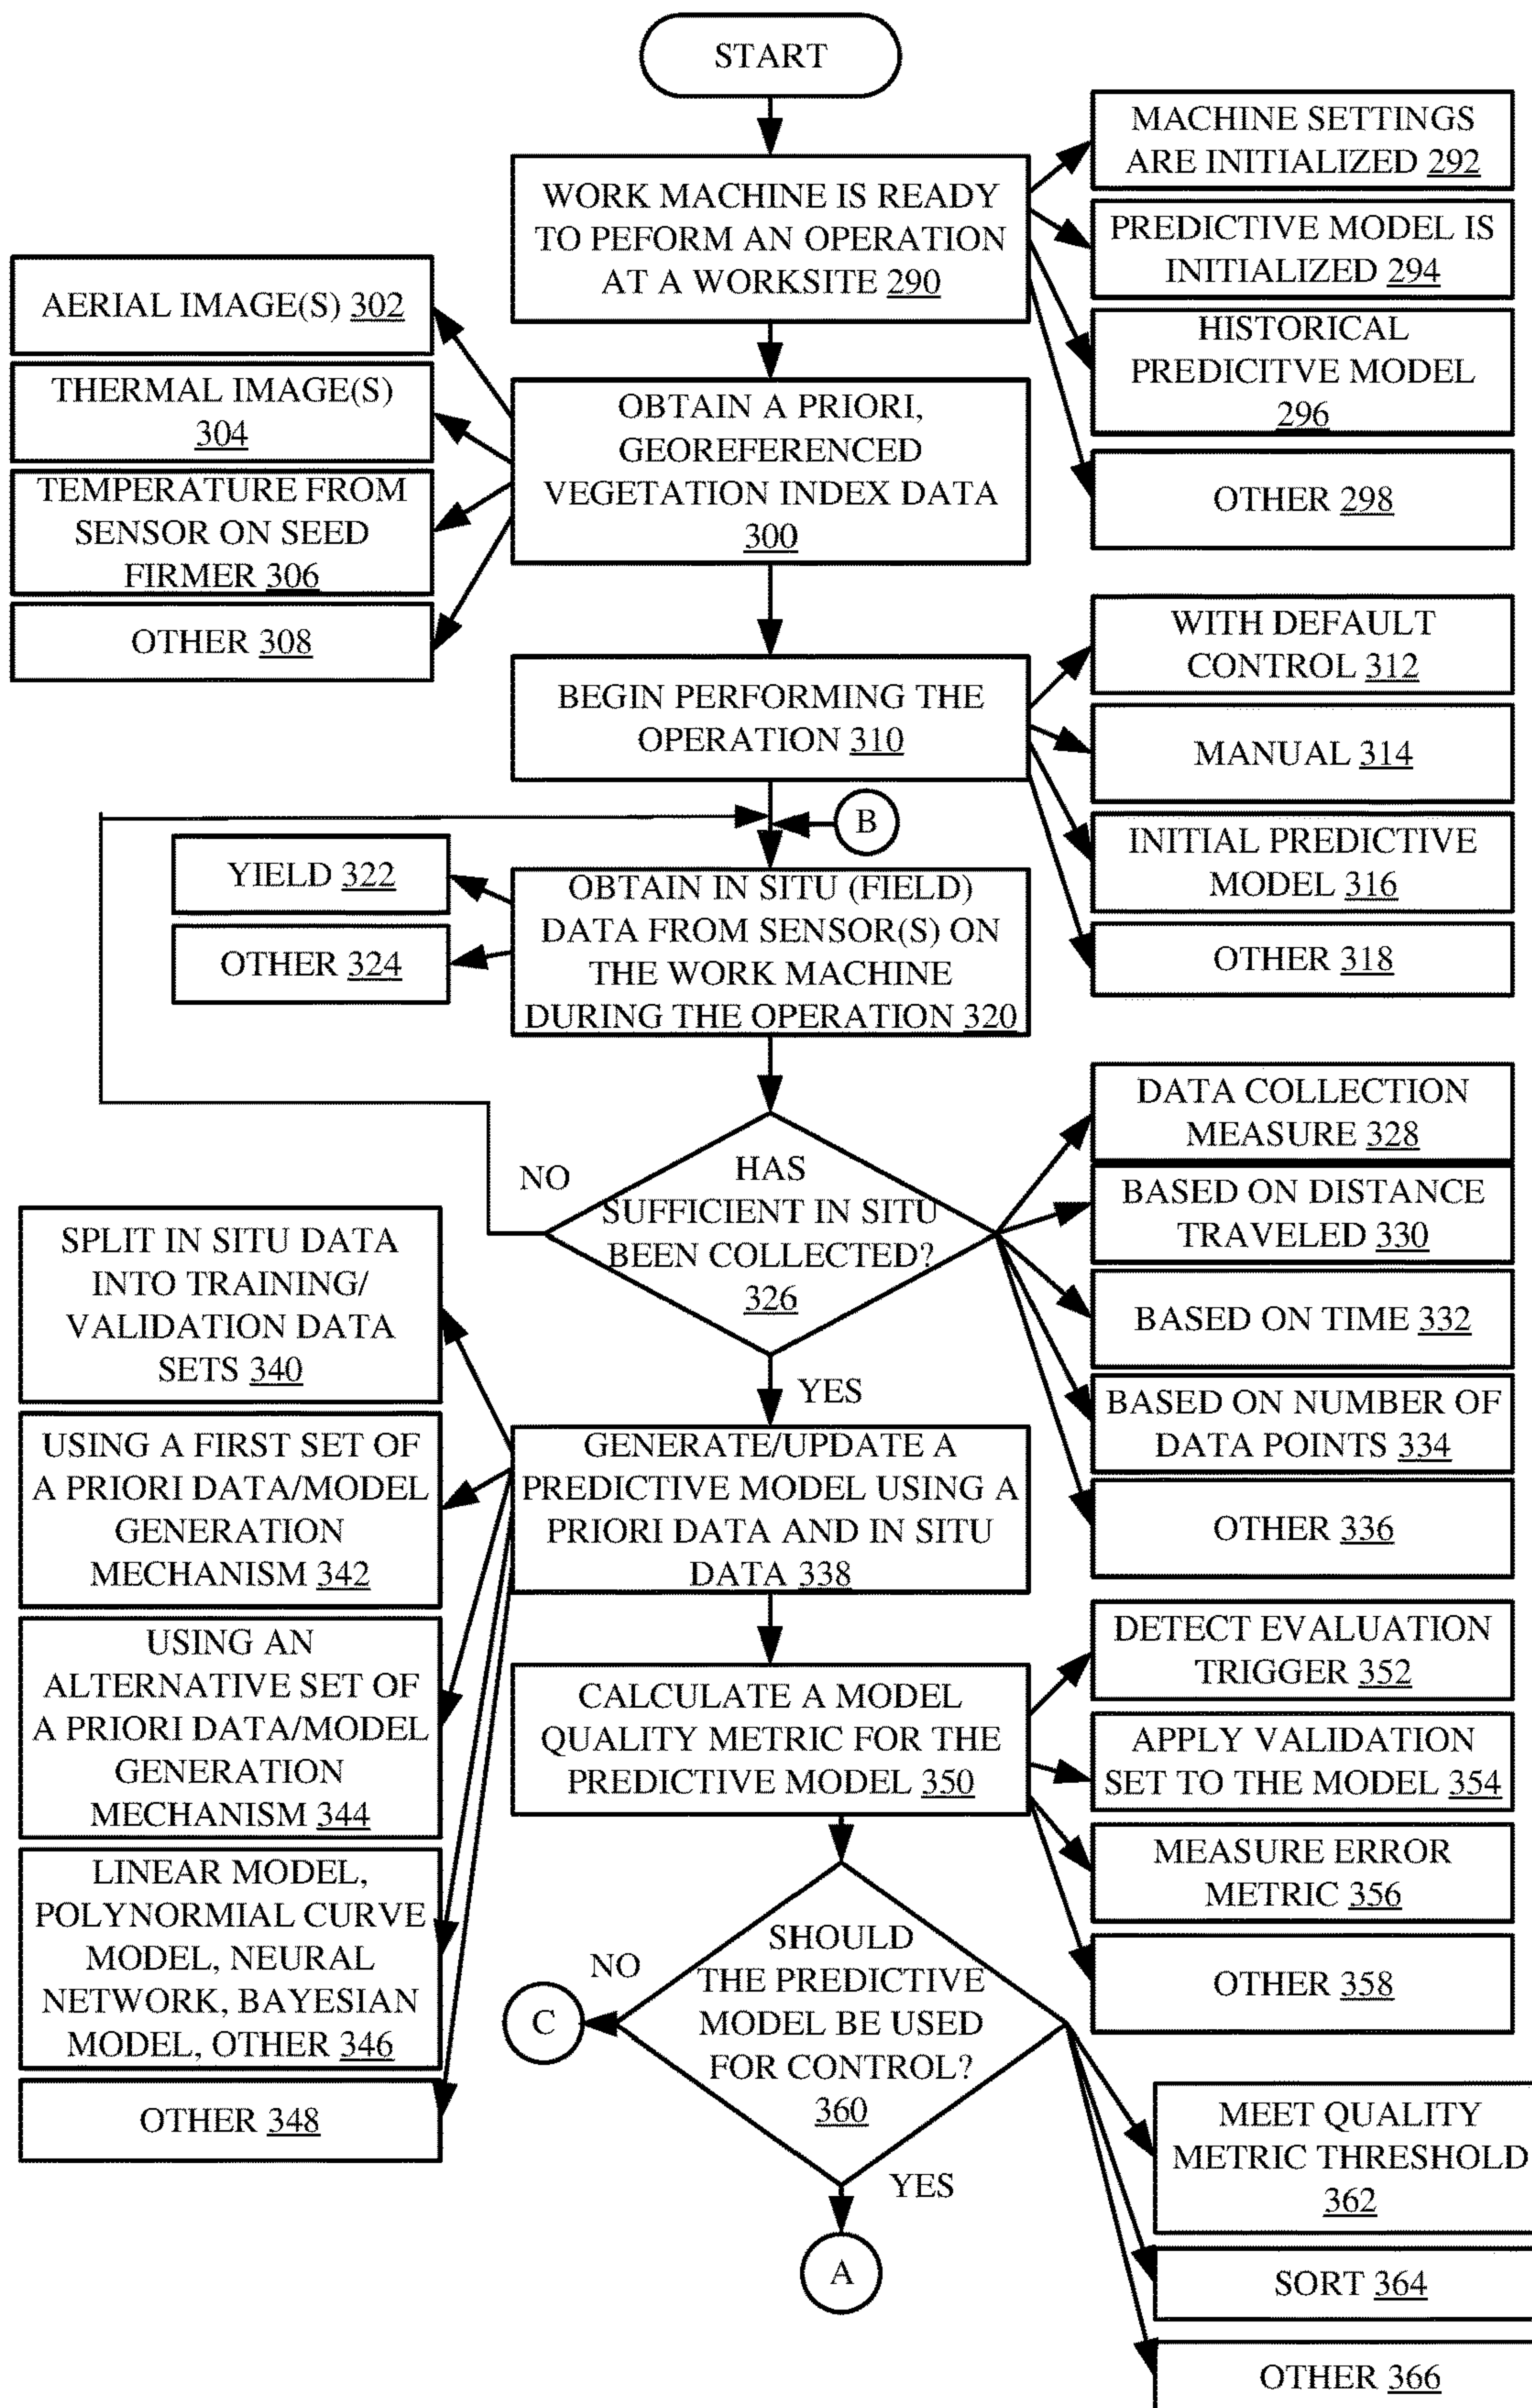 START
WORK MACHINE IS READY
TO PEFORM AN OPERATION
AT A WORKSITE 290
MACHINE SETTINGS
ARE INITIALIZED 292
PREDICTIVE MODEL IS
INITIALIZED 294
HISTORICAL
PREDICITVE MODEL
296
OTHER 298
OBTAIN A PRIORI,
GEOREFERENCED
VEGETATION INDEX DATA
300
AERIAL IMAGE(S) 302
THERMAL IMAGE(S)
304
TEMPERATURE FROM
SENSOR ON SEED
FIRMER 306
OTHER 308
BEGIN PERFORMING THE
OPERATION 310
WITH DEFAULT
CONTROL 312
MANUAL 314
INITIAL PREDICTIVE
MODEL 316
OTHER 318
B
OBTAIN IN SITU (FIELD)
DATA FROM SENSOR(S) ON
THE WORK MACHINE
DURING THE OPERATION 320
YIELD 322
OTHER 324
HAS
SUFFICIENT IN SITU
BEEN COLLECTED?
326
NO
YES
DATA COLLECTION
MEASURE 328
BASED ON DISTANCE
TRAVELED 330
BASED ON TIME 332
BASED ON NUMBER OF
DATA POINTS 334
OTHER 336
GENERATE/UPDATE A
PREDICTIVE MODEL USING A
PRIORI DATA AND IN SITU
DATA 338
SPLIT IN SITU DATA
INTO TRAINING/
VALIDATION DATA
SETS 340
USING A FIRST SET OF
A PRIORI DATA/MODEL
GENERATION
MECHANISM 342
USING AN
ALTERNATIVE SET OF
A PRIORI DATA/MODEL
GENERATION
MECHANISM 344
LINEAR MODEL,
POLYNORMIAL CURVE
MODEL, NEURAL
NETWORK, BAYESIAN
MODEL, OTHER 346
OTHER 348
CALCULATE A MODEL
QUALITY METRIC FOR THE
PREDICTIVE MODEL 350
DETECT EVALUATION
TRIGGER 352
APPLY VALIDATION
SET TO THE MODEL 354
MEASURE ERROR
METRIC 356
OTHER 358
SHOULD
THE PREDICTIVE
MODEL BE USED
FOR CONTROL?
360
NO
C
YES
A
MEET QUALITY
METRIC THRESHOLD
362
SORT 364
OTHER 366